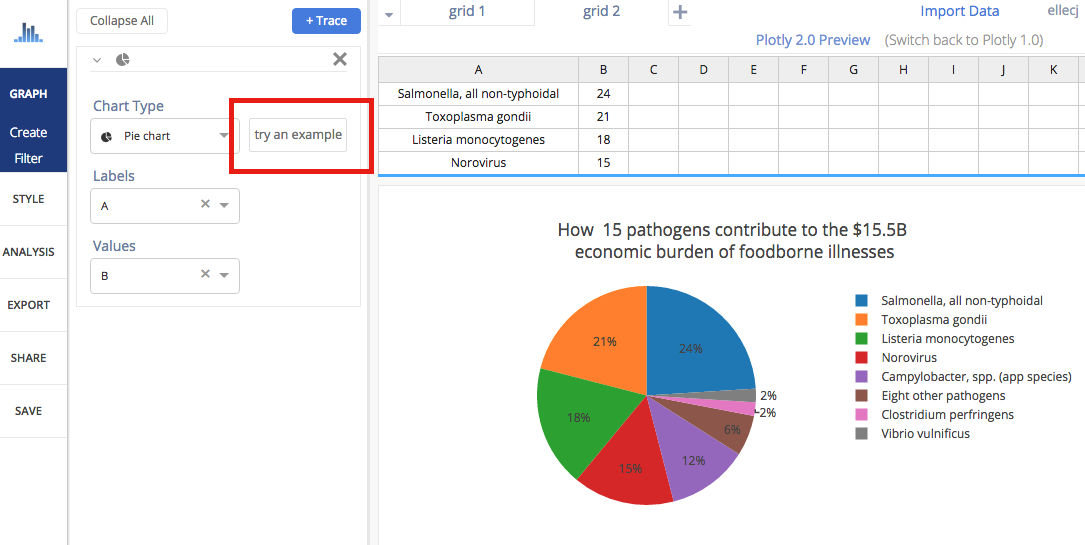 Collapse All
+ Trace
grid 1
grid 2
+
Import Data
ellecj
Plotly 2.0 Preview (Switch back to Plotly 1.0)
GRAPH
Create
Filter
STYLE
ANALYSIS
EXPORT
SHARE
SAVE
Chart Type
Pie chart
try an example
Labels
A
Values
B
A B C D E F G H I J K
Salmonella, all non-typhoidal 24
Toxoplasma gondii 21
Listeria monocytogenes 18
Norovirus 15
How 15 pathogens contribute to the $15.5B
economic burden of foodborne illnesses
21%
24%
2%
2%
18%
6%
12%
15%
Salmonella, all non-typhoidal
Toxoplasma gondii
Listeria monocytogenes
Norovirus
Campylobacter, spp. (app species)
Eight other pathogens
Clostridium perfringens
Vibrio vulnificus